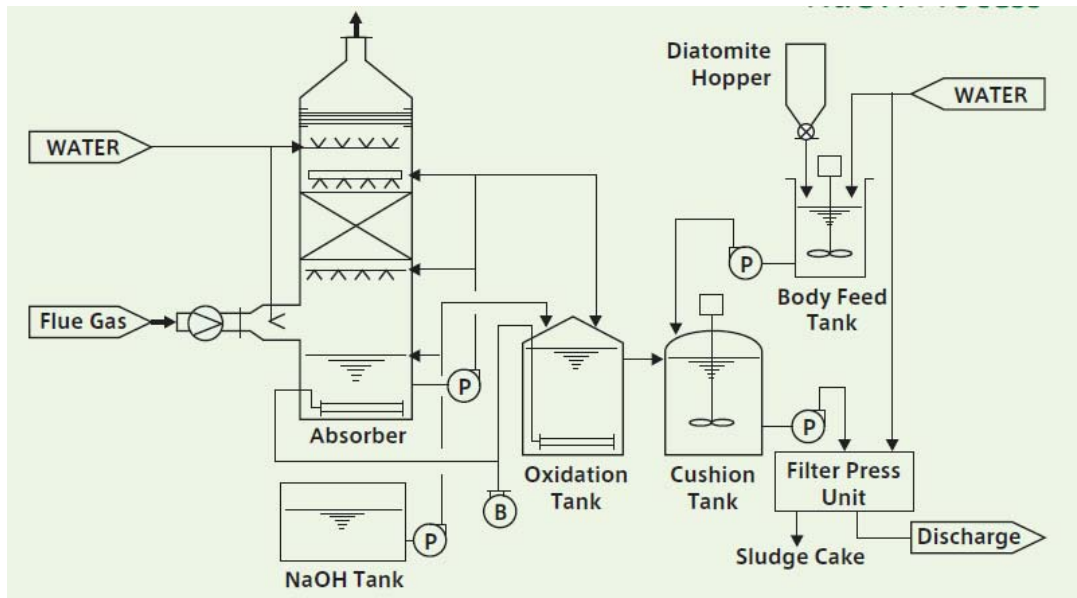 Diatomite
Hopper
WATER
WATER
P
Body Feed
Tank
Flue Gas
P
P
Absorber
Oxidation
Tank
Cushion
Tank
Filter Press
Unit
B
P
NaOH Tank
Sludge Cake
Discharge